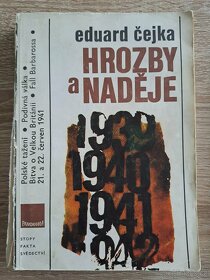 eduard čejka
HROZBY
a NADĚJE
1939
1940
1941
1942
Polské tažení • Podivná válka •
Bitva o Velkou Británii • Fall Barbarossa •
21. a 22. červen 1941
STOPY
FAKTA
SVĚDECTVÍ